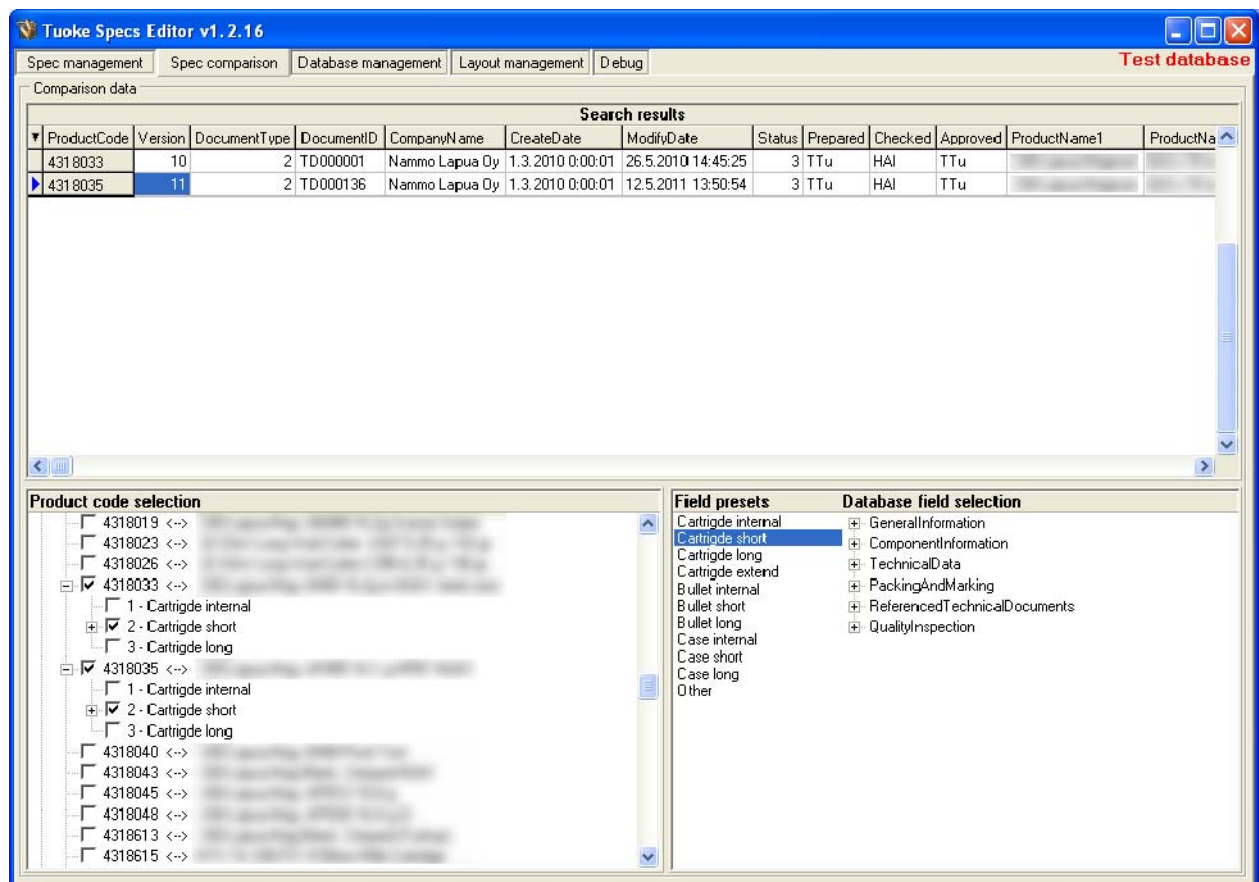 Tuoke Specs Editor v1.2.16
Spec management Spec comparison Database management Layout management Debug Test database
Comparison data
Search results
ProductCode Version DocumentType DocumentID CompanyName CreateDate ModifyDate Status Prepared Checked Approved ProductName1 ProductNa
4318033 10 2 TD000001 Nammo Lapua Oy 1.3.2010 0:00:01 26.5.2010 14:45:25 3 TTu HAI TTu
4318035 11 2 TD000136 Nammo Lapua Oy 1.3.2010 0:00:01 12.5.2011 13:50:54 3 TTu HAI TTu
Product code selection
4318019 <-->
4318023 <-->
4318026 <-->
4318033 <-->
1 - Cartrigde internal
2 - Cartrigde short
3 - Cartrigde long
4318035 <-->
1 - Cartrigde internal
2 - Cartrigde short
3 - Cartrigde long
4318040 <-->
4318043 <-->
4318045 <-->
4318048 <-->
4318613 <-->
4318615 <-->
Field presets
Cartrigde internal
Cartrigde short
Cartrigde long
Cartrigde extend
Bullet internal
Bullet short
Bullet long
Case internal
Case short
Case long
Other
Database field selection
GeneralInformation
ComponentInformation
TechnicalData
PackingAndMarking
ReferencedTechnicalDocuments
QualityInspection